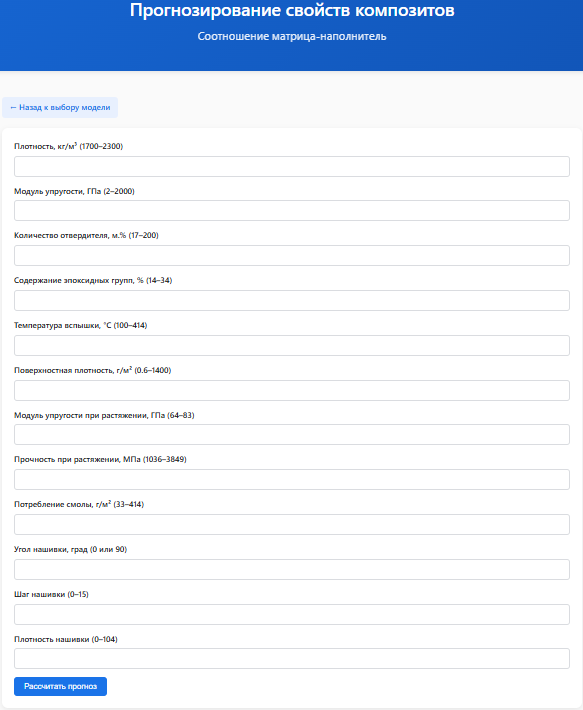 Прогнозирование свойств композитов
Соотношение матрица-наполнитель
← Назад к выбору модели
Плотность, кг/м³ (1700–2300)
Модуль упругости, ГПа (2–2000)
Количество отвердителя, м.% (17–200)
Содержание эпоксидных групп, % (14–34)
Температура вспышки, °C (100–414)
Поверхностная плотность, г/м² (0.6–1400)
Модуль упругости при растяжении, ГПа (64–83)
Прочность при растяжении, МПа (1036–3849)
Потребление смолы, г/м² (33–414)
Угол нашивки, град (0 или 90)
Шаг нашивки (0–15)
Плотность нашивки (0–104)
Рассчитать прогноз